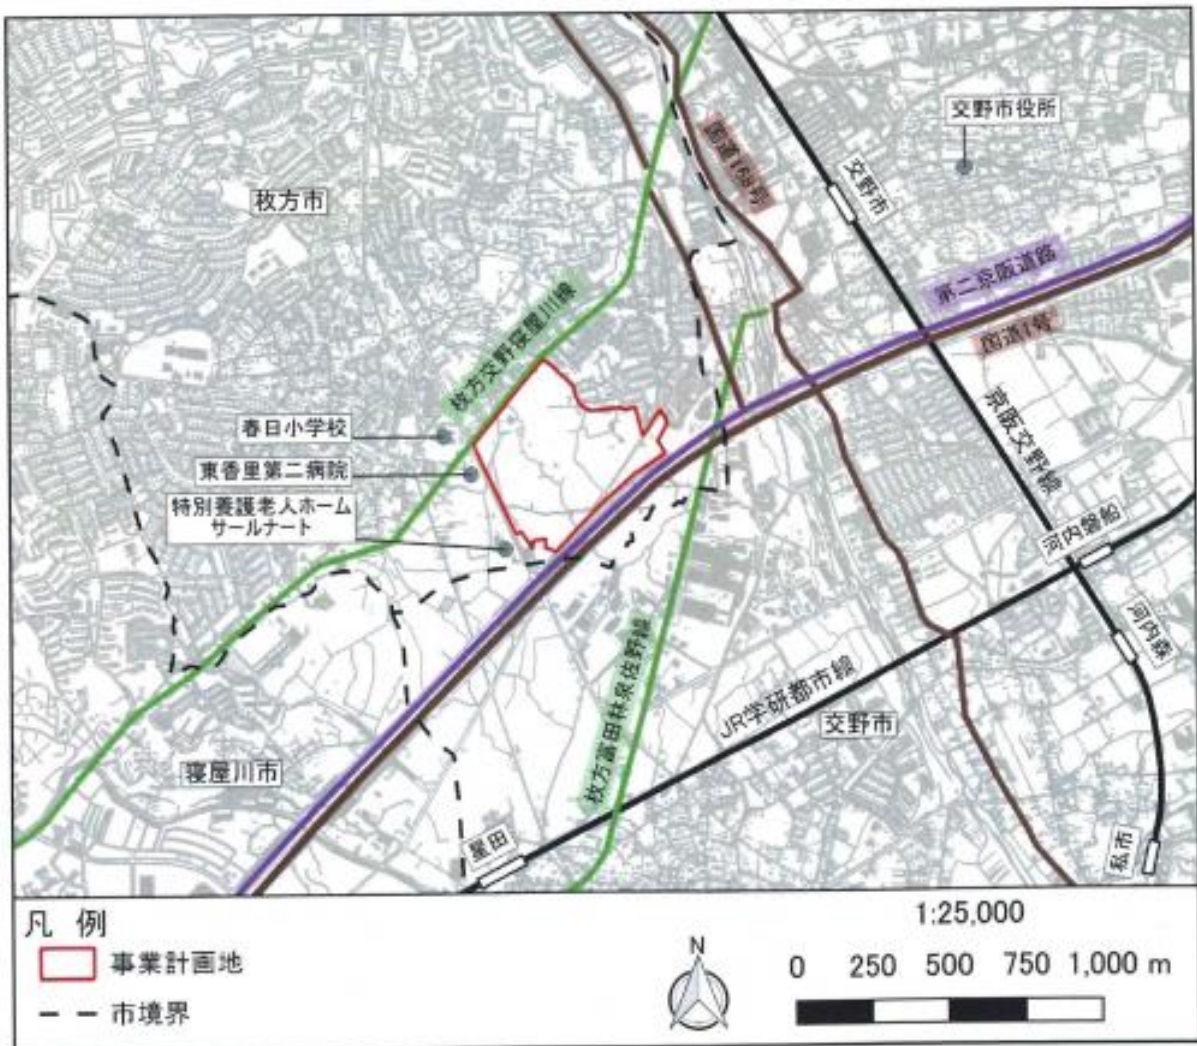 交野市役所
国道168号
交野市
枚方市
第二京阪道路
国道1号
枚方交野寝屋川線
京阪交野線
春日小学校
東香里第二病院
特別養護老人ホーム
サールナート
河内磐船
河内森
枚方富田林泉佐野線
JR学研都市線
交野市
寝屋川市
星田
私市
凡 例
事業計画地
市境界
N
1:25,000
0 250 500 750 1,000 m